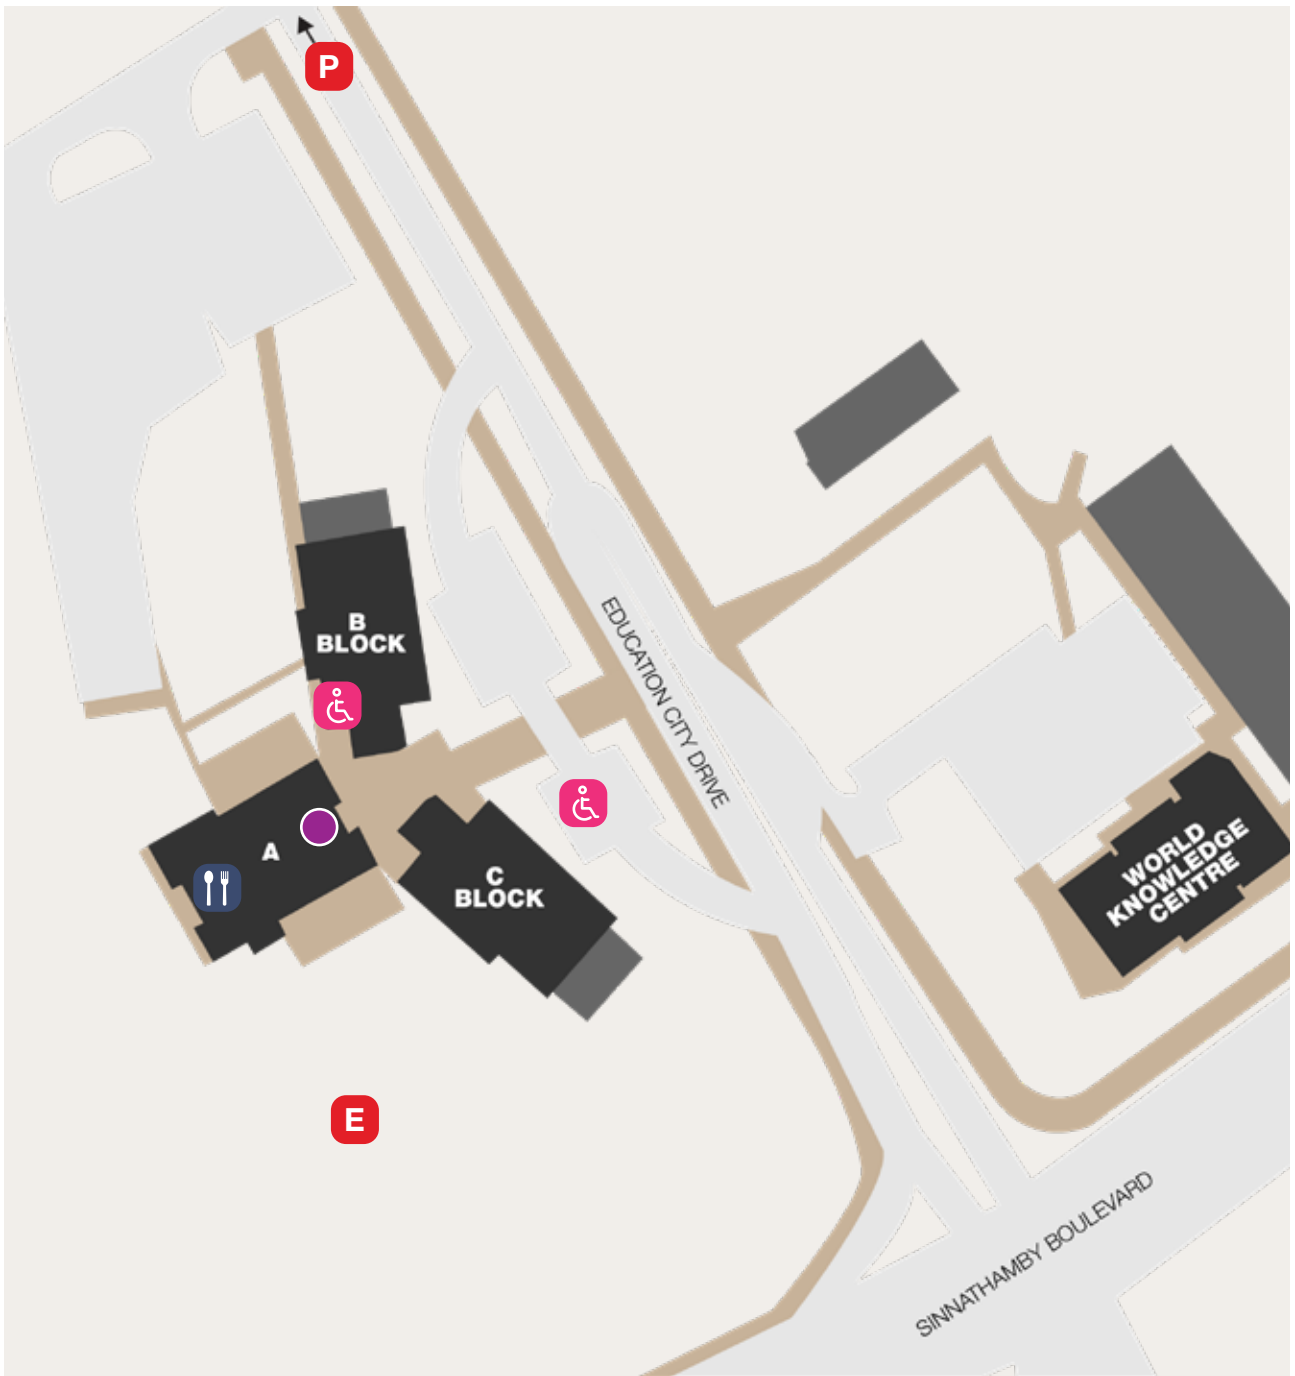 P
B
BLOCK
EDUCATION CITY DRIVE
A
C
BLOCK
WORLD
KNOWLEDGE
CENTRE
E
SINNATHAMBY BOULEVARD